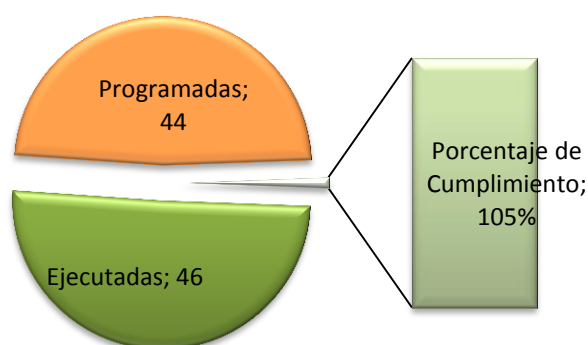 Programadas;
44
Porcentaje de
Cumplimiento;
105%
Ejecutadas; 46